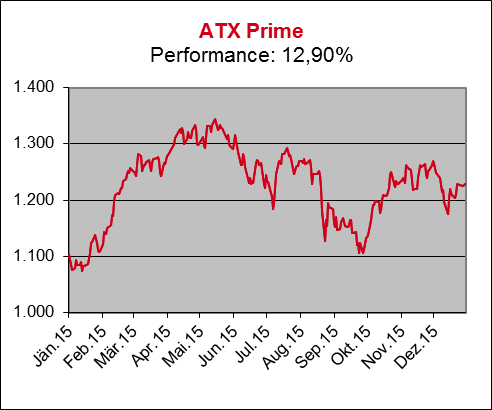 ATX Prime
Performance: 12,90%
1.400
1.300
1.200
1.100
1.000
Jän.15
Feb.15
Mär.15
Apr.15
Mai.15
Jun.15
Jul.15
Aug.15
Sep.15
Okt.15
Nov.15
Dez.15